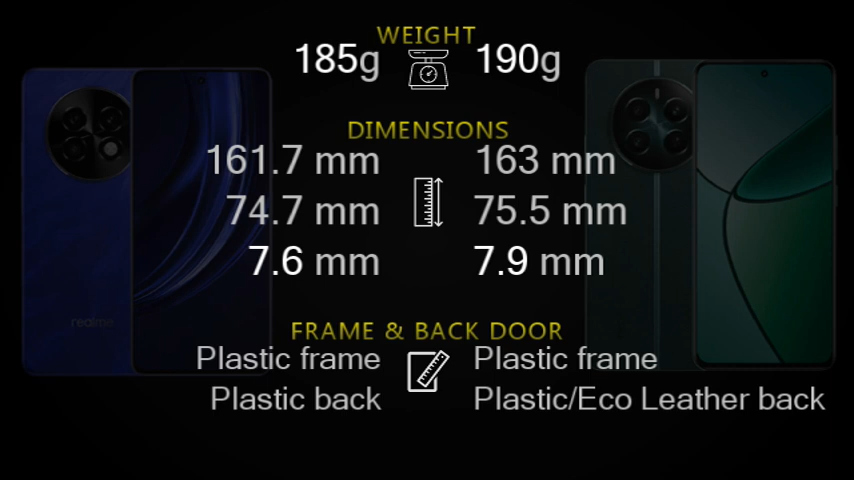 WEIGHT
185g 190g
DIMENSIONS
161.7 mm 163 mm
74.7 mm 75.5 mm
7.6 mm 7.9 mm
realme
FRAME & BACK DOOR
Plastic frame Plastic frame
Plastic back Plastic/Eco Leather back